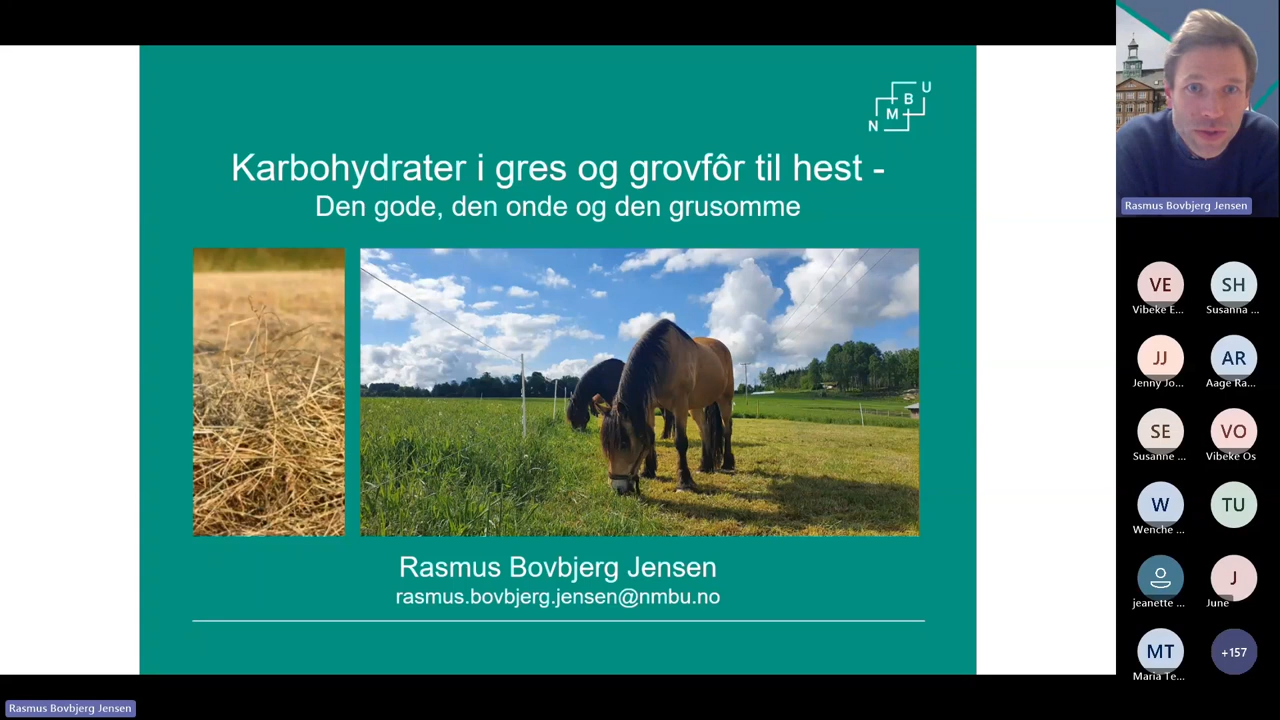 N M B U
Karbohydrater i gres og grovfôr til hest -
Den gode, den onde og den grusomme
Rasmus Bovbjerg Jensen
rasmus.bovbjerg.jensen@nmbu.no
Rasmus Bovbjerg Jensen
VE
SH
Vibeke E...
Susanna ...
JJ
AR
Jenny Jo...
Aage Ra...
SE
VO
Susanne ...
Vibeke Os
W
TU
Wenche ...
J
jeanette ...
June
MT
+157
Maria Te...
Rasmus Bovbjerg Jensen